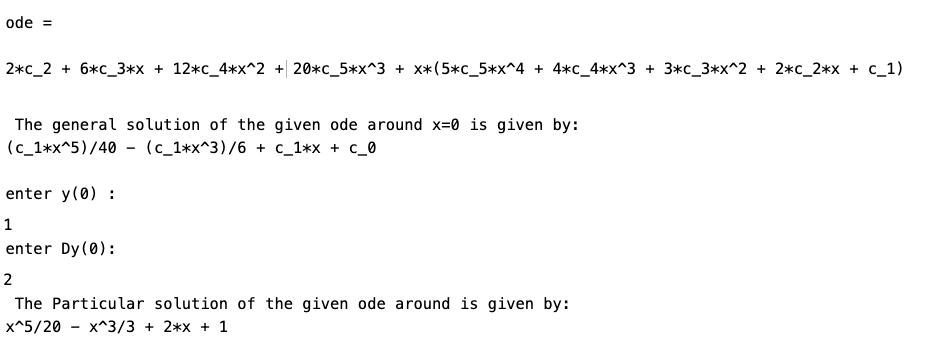 ode =
2*c_2 + 6*c_3*x + 12*c_4*x^2 + 20*c_5*x^3 + x*(5*c_5*x^4 + 4*c_4*x^3 + 3*c_3*x^2 + 2*c_2*x + c_1)
The general solution of the given ode around x=0 is given by:
(c_1*x^5)/40 - (c_1*x^3)/6 + c_1*x + c_0
enter y(0) :
1
enter Dy(0):
2
The Particular solution of the given ode around is given by:
x^5/20 - x^3/3 + 2*x + 1